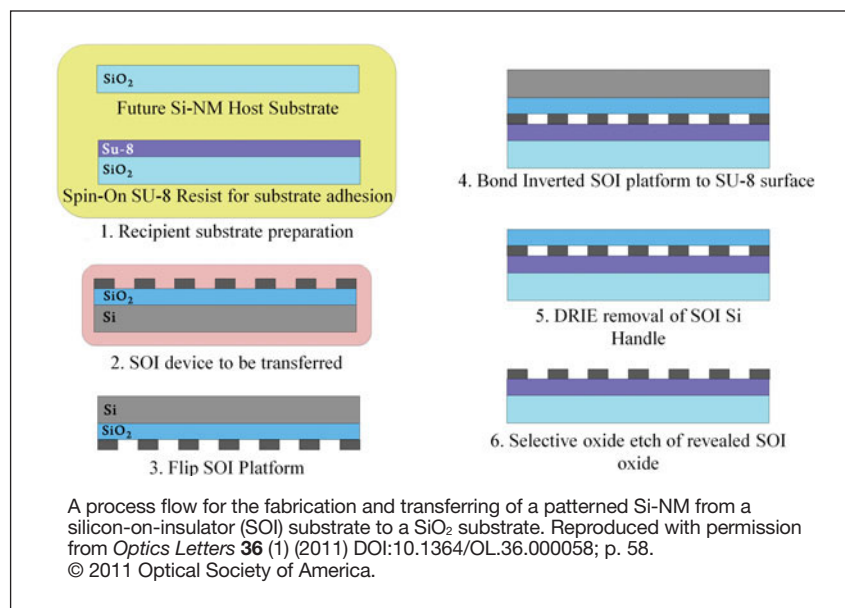 SiO₂
Future Si-NM Host Substrate
Su-8
SiO₂
Spin-On SU-8 Resist for substrate adhesion
1. Recipient substrate preparation
SiO₂
Si
2. SOI device to be transferred
Si
SiO₂
3. Flip SOI Platform
4. Bond Inverted SOI platform to SU-8 surface
5. DRIE removal of SOI Si
Handle
6. Selective oxide etch of revealed SOI
oxide
A process flow for the fabrication and transferring of a patterned Si-NM from a
silicon-on-insulator (SOI) substrate to a SiO₂ substrate. Reproduced with permission
from Optics Letters 36 (1) (2011) DOI:10.1364/OL.36.000058; p. 58.
© 2011 Optical Society of America.